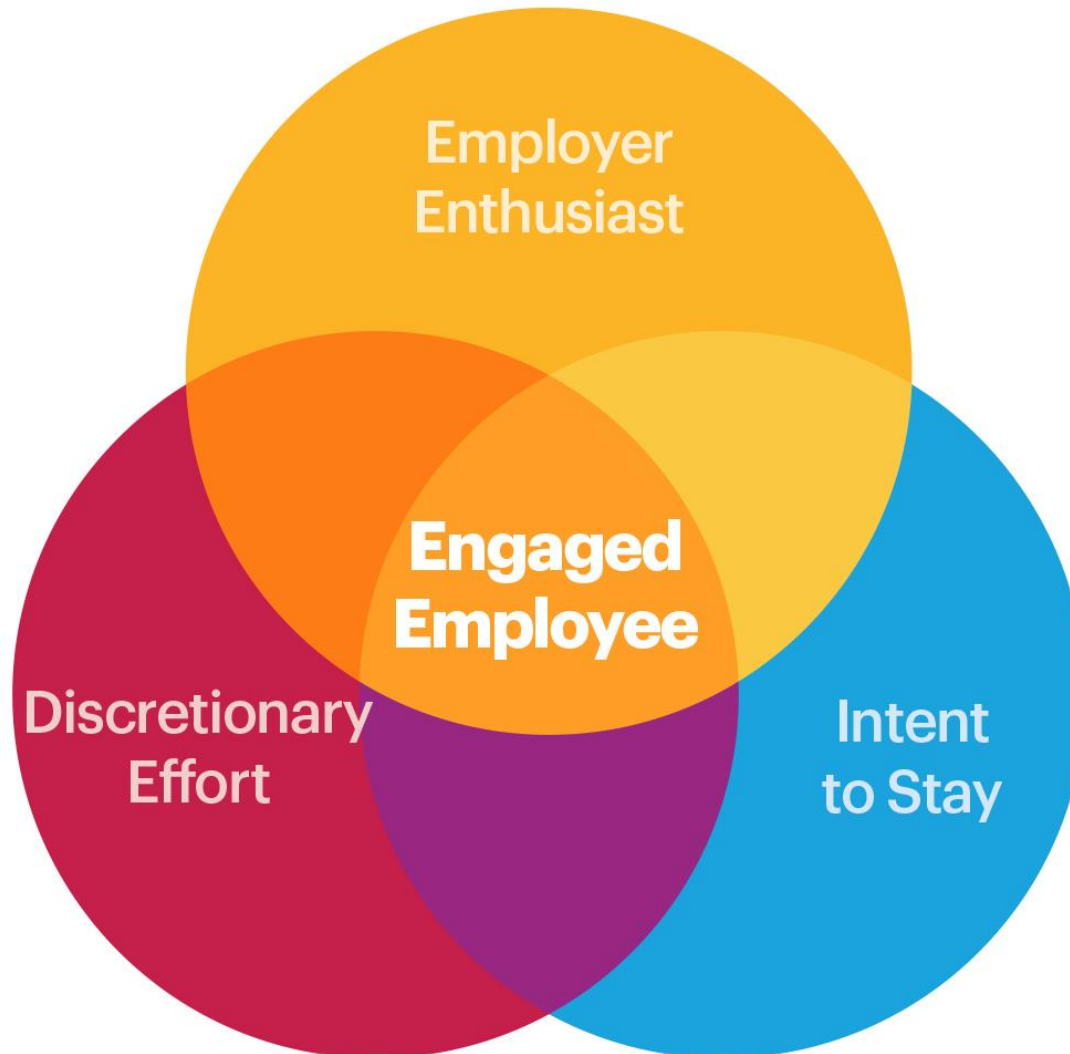 Employer
Enthusiast
Engaged
Employee
Discretionary
Effort
Intent
to Stay